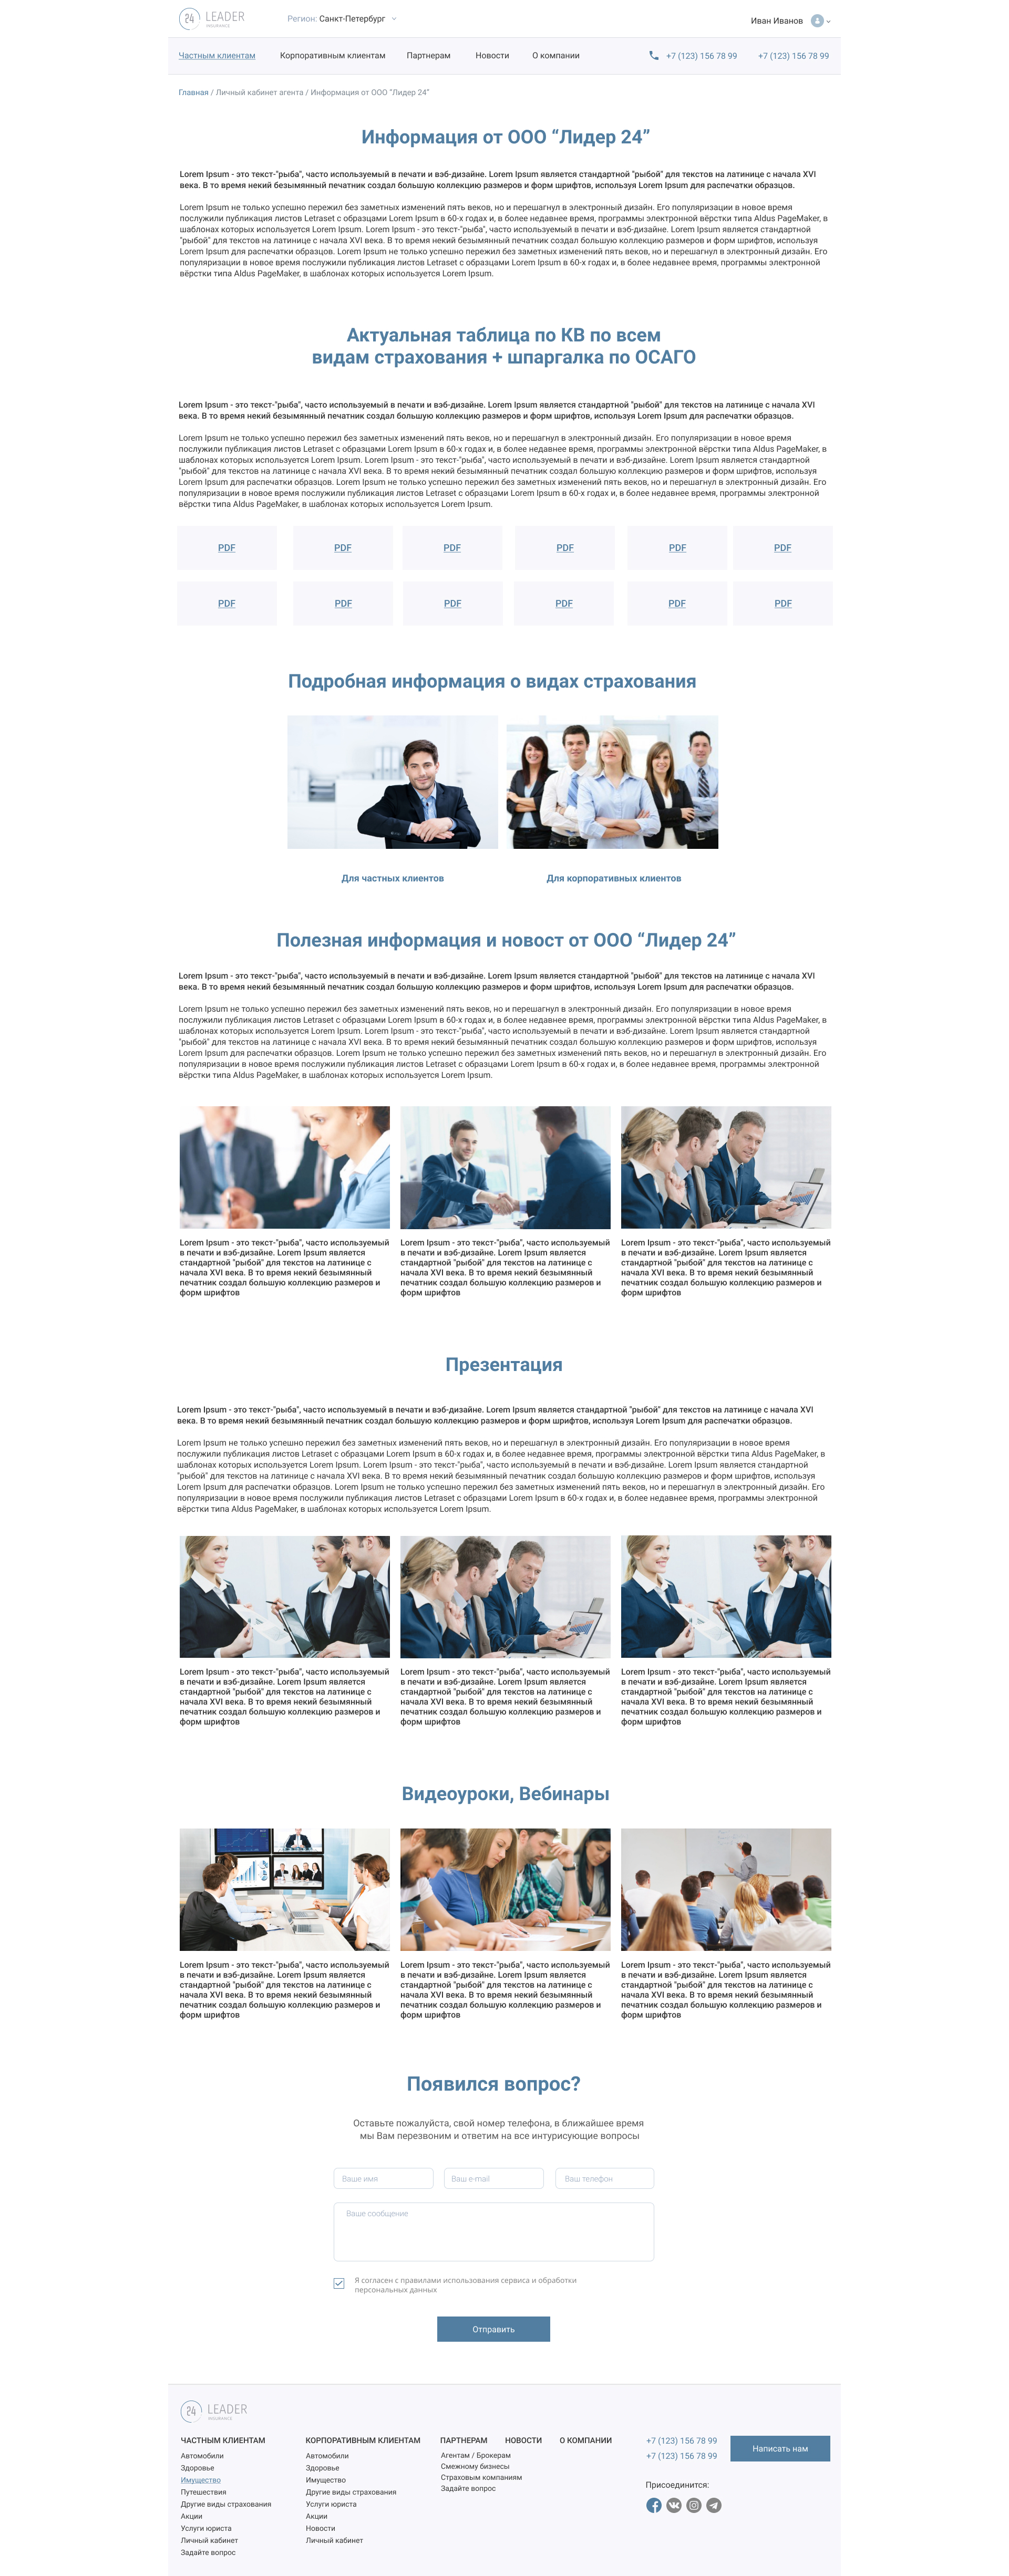 24 LEADER
INSURANCE
Регион: Санкт-Петербург
Иван Иванов
Частным клиентам Корпоративным клиентам Партнерам Новости О компании +7 (123) 156 78 99 +7 (123) 156 78 99
Главная / Личный кабинет агента / Информация от ООО “Лидер 24”
Информация от ООО “Лидер 24”
Lorem Ipsum - это текст-"рыба", часто используемый в печати и вэб-дизайне. Lorem Ipsum является стандартной "рыбой" для текстов на латинице с начала XVI
века. В то время некий безымянный печатник создал большую коллекцию размеров и форм шрифтов, используя Lorem Ipsum для распечатки образцов.
Lorem Ipsum не только успешно пережил без заметных изменений пять веков, но и перешагнул в электронный дизайн. Его популяризации в новое время
послужили публикация листов Letraset с образцами Lorem Ipsum в 60-х годах и, в более недавнее время, программы электронной вёрстки типа Aldus PageMaker, в
шаблонах которых используется Lorem Ipsum. Lorem Ipsum - это текст-"рыба", часто используемый в печати и вэб-дизайне. Lorem Ipsum является стандартной
"рыбой" для текстов на латинице с начала XVI века. В то время некий безымянный печатник создал большую коллекцию размеров и форм шрифтов, используя
Lorem Ipsum для распечатки образцов. Lorem Ipsum не только успешно пережил без заметных изменений пять веков, но и перешагнул в электронный дизайн. Его
популяризации в новое время послужили публикация листов Letraset с образцами Lorem Ipsum в 60-х годах и, в более недавнее время, программы электронной
вёрстки типа Aldus PageMaker, в шаблонах которых используется Lorem Ipsum.
Актуальная таблица по КВ по всем
видам страхования + шпаргалка по ОСАГО
Lorem Ipsum - это текст-"рыба", часто используемый в печати и вэб-дизайне. Lorem Ipsum является стандартной "рыбой" для текстов на латинице с начала XVI
века. В то время некий безымянный печатник создал большую коллекцию размеров и форм шрифтов, используя Lorem Ipsum для распечатки образцов.
Lorem Ipsum не только успешно пережил без заметных изменений пять веков, но и перешагнул в электронный дизайн. Его популяризации в новое время
послужили публикация листов Letraset с образцами Lorem Ipsum в 60-х годах и, в более недавнее время, программы электронной вёрстки типа Aldus PageMaker, в
шаблонах которых используется Lorem Ipsum. Lorem Ipsum - это текст-"рыба", часто используемый в печати и вэб-дизайне. Lorem Ipsum является стандартной
"рыбой" для текстов на латинице с начала XVI века. В то время некий безымянный печатник создал большую коллекцию размеров и форм шрифтов, используя
Lorem Ipsum для распечатки образцов. Lorem Ipsum не только успешно пережил без заметных изменений пять веков, но и перешагнул в электронный дизайн. Его
популяризации в новое время послужили публикация листов Letraset с образцами Lorem Ipsum в 60-х годах и, в более недавнее время, программы электронной
вёрстки типа Aldus PageMaker, в шаблонах которых используется Lorem Ipsum.
PDF PDF PDF PDF PDF PDF
PDF PDF PDF PDF PDF PDF
Подробная информация о видах страхования
Для частных клиентов Для корпоративных клиентов
Полезная информация и новост от ООО “Лидер 24”
Lorem Ipsum - это текст-"рыба", часто используемый в печати и вэб-дизайне. Lorem Ipsum является стандартной "рыбой" для текстов на латинице с начала XVI
века. В то время некий безымянный печатник создал большую коллекцию размеров и форм шрифтов, используя Lorem Ipsum для распечатки образцов.
Lorem Ipsum не только успешно пережил без заметных изменений пять веков, но и перешагнул в электронный дизайн. Его популяризации в новое время
послужили публикация листов Letraset с образцами Lorem Ipsum в 60-х годах и, в более недавнее время, программы электронной вёрстки типа Aldus PageMaker, в
шаблонах которых используется Lorem Ipsum. Lorem Ipsum - это текст-"рыба", часто используемый в печати и вэб-дизайне. Lorem Ipsum является стандартной
"рыбой" для текстов на латинице с начала XVI века. В то время некий безымянный печатник создал большую коллекцию размеров и форм шрифтов, используя
Lorem Ipsum для распечатки образцов. Lorem Ipsum не только успешно пережил без заметных изменений пять веков, но и перешагнул в электронный дизайн. Его
популяризации в новое время послужили публикация листов Letraset с образцами Lorem Ipsum в 60-х годах и, в более недавнее время, программы электронной
вёрстки типа Aldus PageMaker, в шаблонах которых используется Lorem Ipsum.
Lorem Ipsum - это текст-"рыба", часто используемый
в печати и вэб-дизайне. Lorem Ipsum является
стандартной "рыбой" для текстов на латинице с
начала XVI века. В то время некий безымянный
печатник создал большую коллекцию размеров и
форм шрифтов
Lorem Ipsum - это текст-"рыба", часто используемый
в печати и вэб-дизайне. Lorem Ipsum является
стандартной "рыбой" для текстов на латинице с
начала XVI века. В то время некий безымянный
печатник создал большую коллекцию размеров и
форм шрифтов
Lorem Ipsum - это текст-"рыба", часто используемый
в печати и вэб-дизайне. Lorem Ipsum является
стандартной "рыбой" для текстов на латинице с
начала XVI века. В то время некий безымянный
печатник создал большую коллекцию размеров и
форм шрифтов
Презентация
Lorem Ipsum - это текст-"рыба", часто используемый в печати и вэб-дизайне. Lorem Ipsum является стандартной "рыбой" для текстов на латинице с начала XVI
века. В то время некий безымянный печатник создал большую коллекцию размеров и форм шрифтов, используя Lorem Ipsum для распечатки образцов.
Lorem Ipsum не только успешно пережил без заметных изменений пять веков, но и перешагнул в электронный дизайн. Его популяризации в новое время
послужили публикация листов Letraset с образцами Lorem Ipsum в 60-х годах и, в более недавнее время, программы электронной вёрстки типа Aldus PageMaker, в
шаблонах которых используется Lorem Ipsum. Lorem Ipsum - это текст-"рыба", часто используемый в печати и вэб-дизайне. Lorem Ipsum является стандартной
"рыбой" для текстов на латинице с начала XVI века. В то время некий безымянный печатник создал большую коллекцию размеров и форм шрифтов, используя
Lorem Ipsum для распечатки образцов. Lorem Ipsum не только успешно пережил без заметных изменений пять веков, но и перешагнул в электронный дизайн. Его
популяризации в новое время послужили публикация листов Letraset с образцами Lorem Ipsum в 60-х годах и, в более недавнее время, программы электронной
вёрстки типа Aldus PageMaker, в шаблонах которых используется Lorem Ipsum.
Lorem Ipsum - это текст-"рыба", часто используемый
в печати и вэб-дизайне. Lorem Ipsum является
стандартной "рыбой" для текстов на латинице с
начала XVI века. В то время некий безымянный
печатник создал большую коллекцию размеров и
форм шрифтов
Lorem Ipsum - это текст-"рыба", часто используемый
в печати и вэб-дизайне. Lorem Ipsum является
стандартной "рыбой" для текстов на латинице с
начала XVI века. В то время некий безымянный
печатник создал большую коллекцию размеров и
форм шрифтов
Lorem Ipsum - это текст-"рыба", часто используемый
в печати и вэб-дизайне. Lorem Ipsum является
стандартной "рыбой" для текстов на латинице с
начала XVI века. В то время некий безымянный
печатник создал большую коллекцию размеров и
форм шрифтов
Видеоуроки, Вебинары
Lorem Ipsum - это текст-"рыба", часто используемый
в печати и вэб-дизайне. Lorem Ipsum является
стандартной "рыбой" для текстов на латинице с
начала XVI века. В то время некий безымянный
печатник создал большую коллекцию размеров и
форм шрифтов
Lorem Ipsum - это текст-"рыба", часто используемый
в печати и вэб-дизайне. Lorem Ipsum является
стандартной "рыбой" для текстов на латинице с
начала XVI века. В то время некий безымянный
печатник создал большую коллекцию размеров и
форм шрифтов
Lorem Ipsum - это текст-"рыба", часто используемый
в печати и вэб-дизайне. Lorem Ipsum является
стандартной "рыбой" для текстов на латинице с
начала XVI века. В то время некий безымянный
печатник создал большую коллекцию размеров и
форм шрифтов
Появился вопрос?
Оставьте пожалуйста, свой номер телефона, в ближайшее время
мы Вам перезвоним и ответим на все интурисующие вопросы
Ваше имя Ваш e-mail Ваш телефон
Ваше сообщение
Я согласен с правилами использования сервиса и обработки
персональных данных
Отправить
24 LEADER
INSURANCE
ЧАСТНЫМ КЛИЕНТАМ
Автомобили
Здоровье
Имущество
Путешествия
Другие виды страхования
Акции
Услуги юриста
Личный кабинет
Задайте вопрос
КОРПОРАТИВНЫМ КЛИЕНТАМ
Автомобили
Здоровье
Имущество
Другие виды страхования
Услуги юриста
Акции
Новости
Личный кабинет
ПАРТНЕРАМ
Агентам / Брокерам
Смежному бизнесы
Страховым компаниям
Задайте вопрос
НОВОСТИ
О КОМПАНИИ
+7 (123) 156 78 99
+7 (123) 156 78 99
Написать нам
Присоединится: